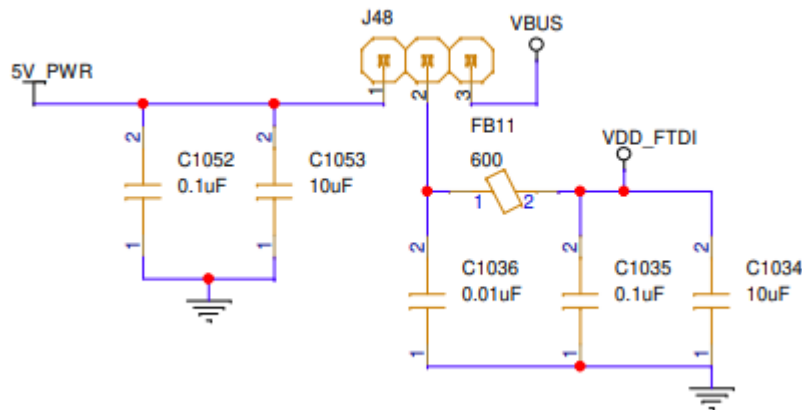 J48
VBUS
5V_PWR
1
2
3
FB11
600
VDD_FTDI
1
2
2
C1052
0.1uF
1
2
C1053
10uF
1
2
C1036
0.01uF
1
2
C1035
0.1uF
1
2
C1034
10uF
1